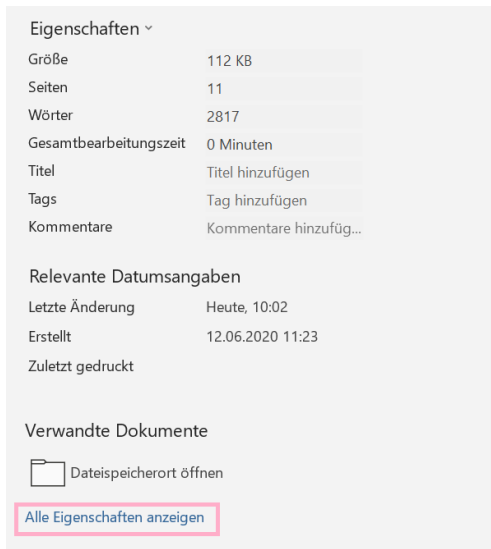 Eigenschaften
Größe 112 KB
Seiten 11
Wörter 2817
Gesamtbearbeitungszeit 0 Minuten
Titel Titel hinzufügen
Tags Tag hinzufügen
Kommentare Kommentare hinzufüg...
Relevante Datumsangaben
Letzte Änderung Heute, 10:02
Erstellt 12.06.2020 11:23
Zuletzt gedruckt
Verwandte Dokumente
Dateispeicherort öffnen
Alle Eigenschaften anzeigen